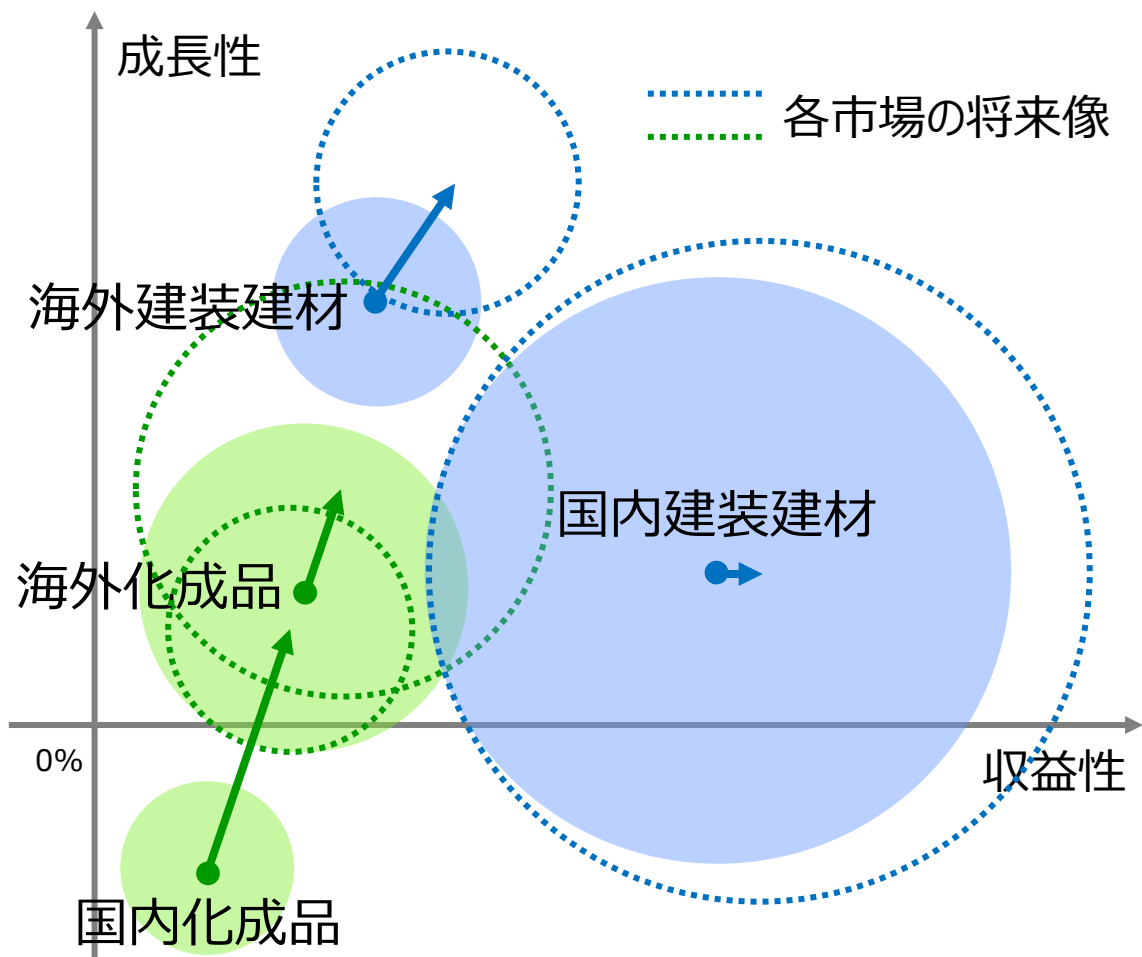 成長性
各市場の将来像
海外建装建材
国内建装建材
海外化成品
0%
収益性
国内化成品